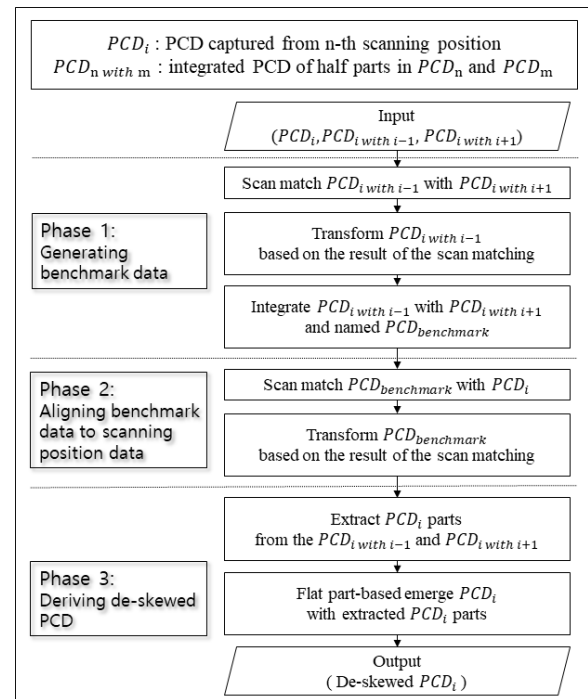 PCD_i : PCD captured from n-th scanning position
PCD_n with m : integrated PCD of half parts in PCD_n and PCD_m
Input
(PCD_i, PCD_i with i−1, PCD_i with i+1)
Scan match PCD_i with i−1 with PCD_i with i+1
Phase 1:
Generating
benchmark data
Transform PCD_i with i−1
based on the result of the scan matching
Integrate PCD_i with i−1 with PCD_i with i+1
and named PCD_benchmark
Phase 2:
Aligning benchmark
data to scanning
position data
Scan match PCD_benchmark with PCD_i
Transform PCD_benchmark
based on the result of the scan matching
Phase 3:
Deriving de-skewed
PCD
Extract PCD_i parts
from the PCD_i with i−1 and PCD_i with i+1
Flat part-based emerge PCD_i
with extracted PCD_i parts
Output
( De-skewed PCD_i )